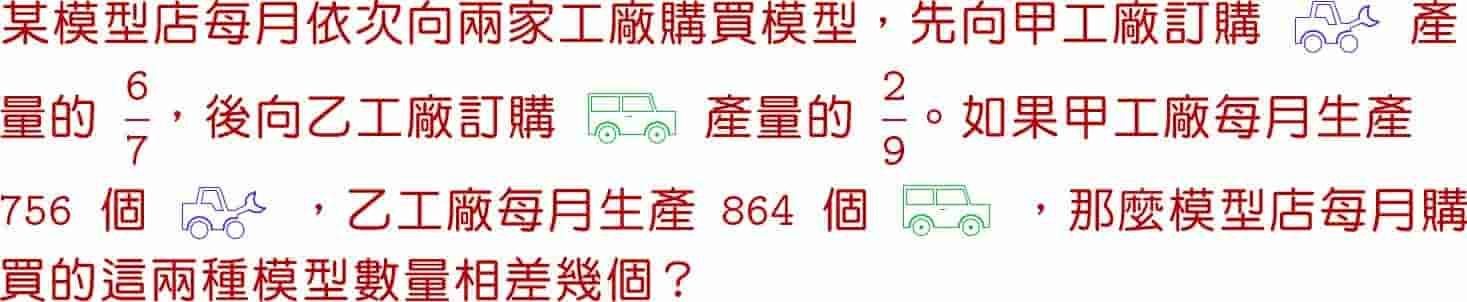 某模型店每月依次向兩家工廠購買模型，先向甲工廠訂購 產
量的 6/7，後向乙工廠訂購 產量的 2/9。如果甲工廠每月生產
756 個 ，乙工廠每月生產 864 個 ，那麼模型店每月購
買的這兩種模型數量相差幾個？